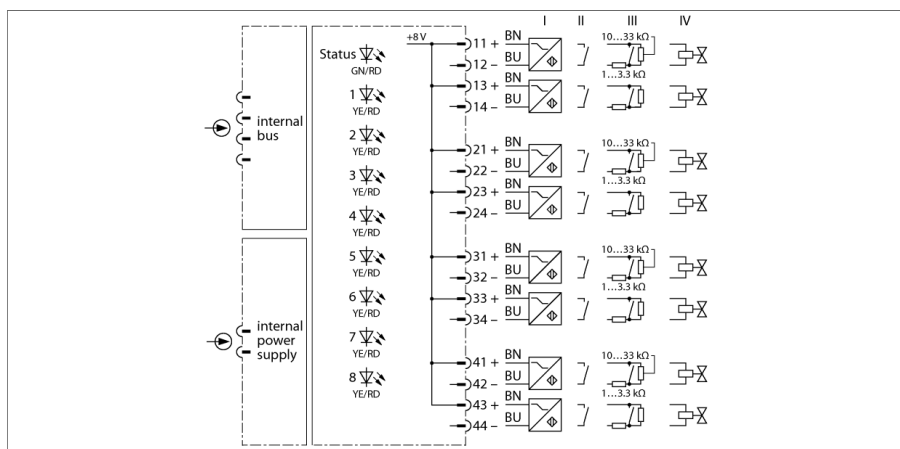 I II III IV
+8 V
Status
GN/RD
1
YE/RD
2
YE/RD
3
YE/RD
4
YE/RD
5
YE/RD
6
YE/RD
7
YE/RD
8
YE/RD
internal
bus
internal
power
supply
11 + BN 10…33 kΩ
12 – BU
13 + BN 1…3.3 kΩ
14 – BU
21 + BN 10…33 kΩ
22 – BU
23 + BN 1…3.3 kΩ
24 – BU
31 + BN 10…33 kΩ
32 – BU
33 + BN 1…3.3 kΩ
34 – BU
41 + BN 10…33 kΩ
42 – BU
43 + BN 1…3.3 kΩ
44 – BU